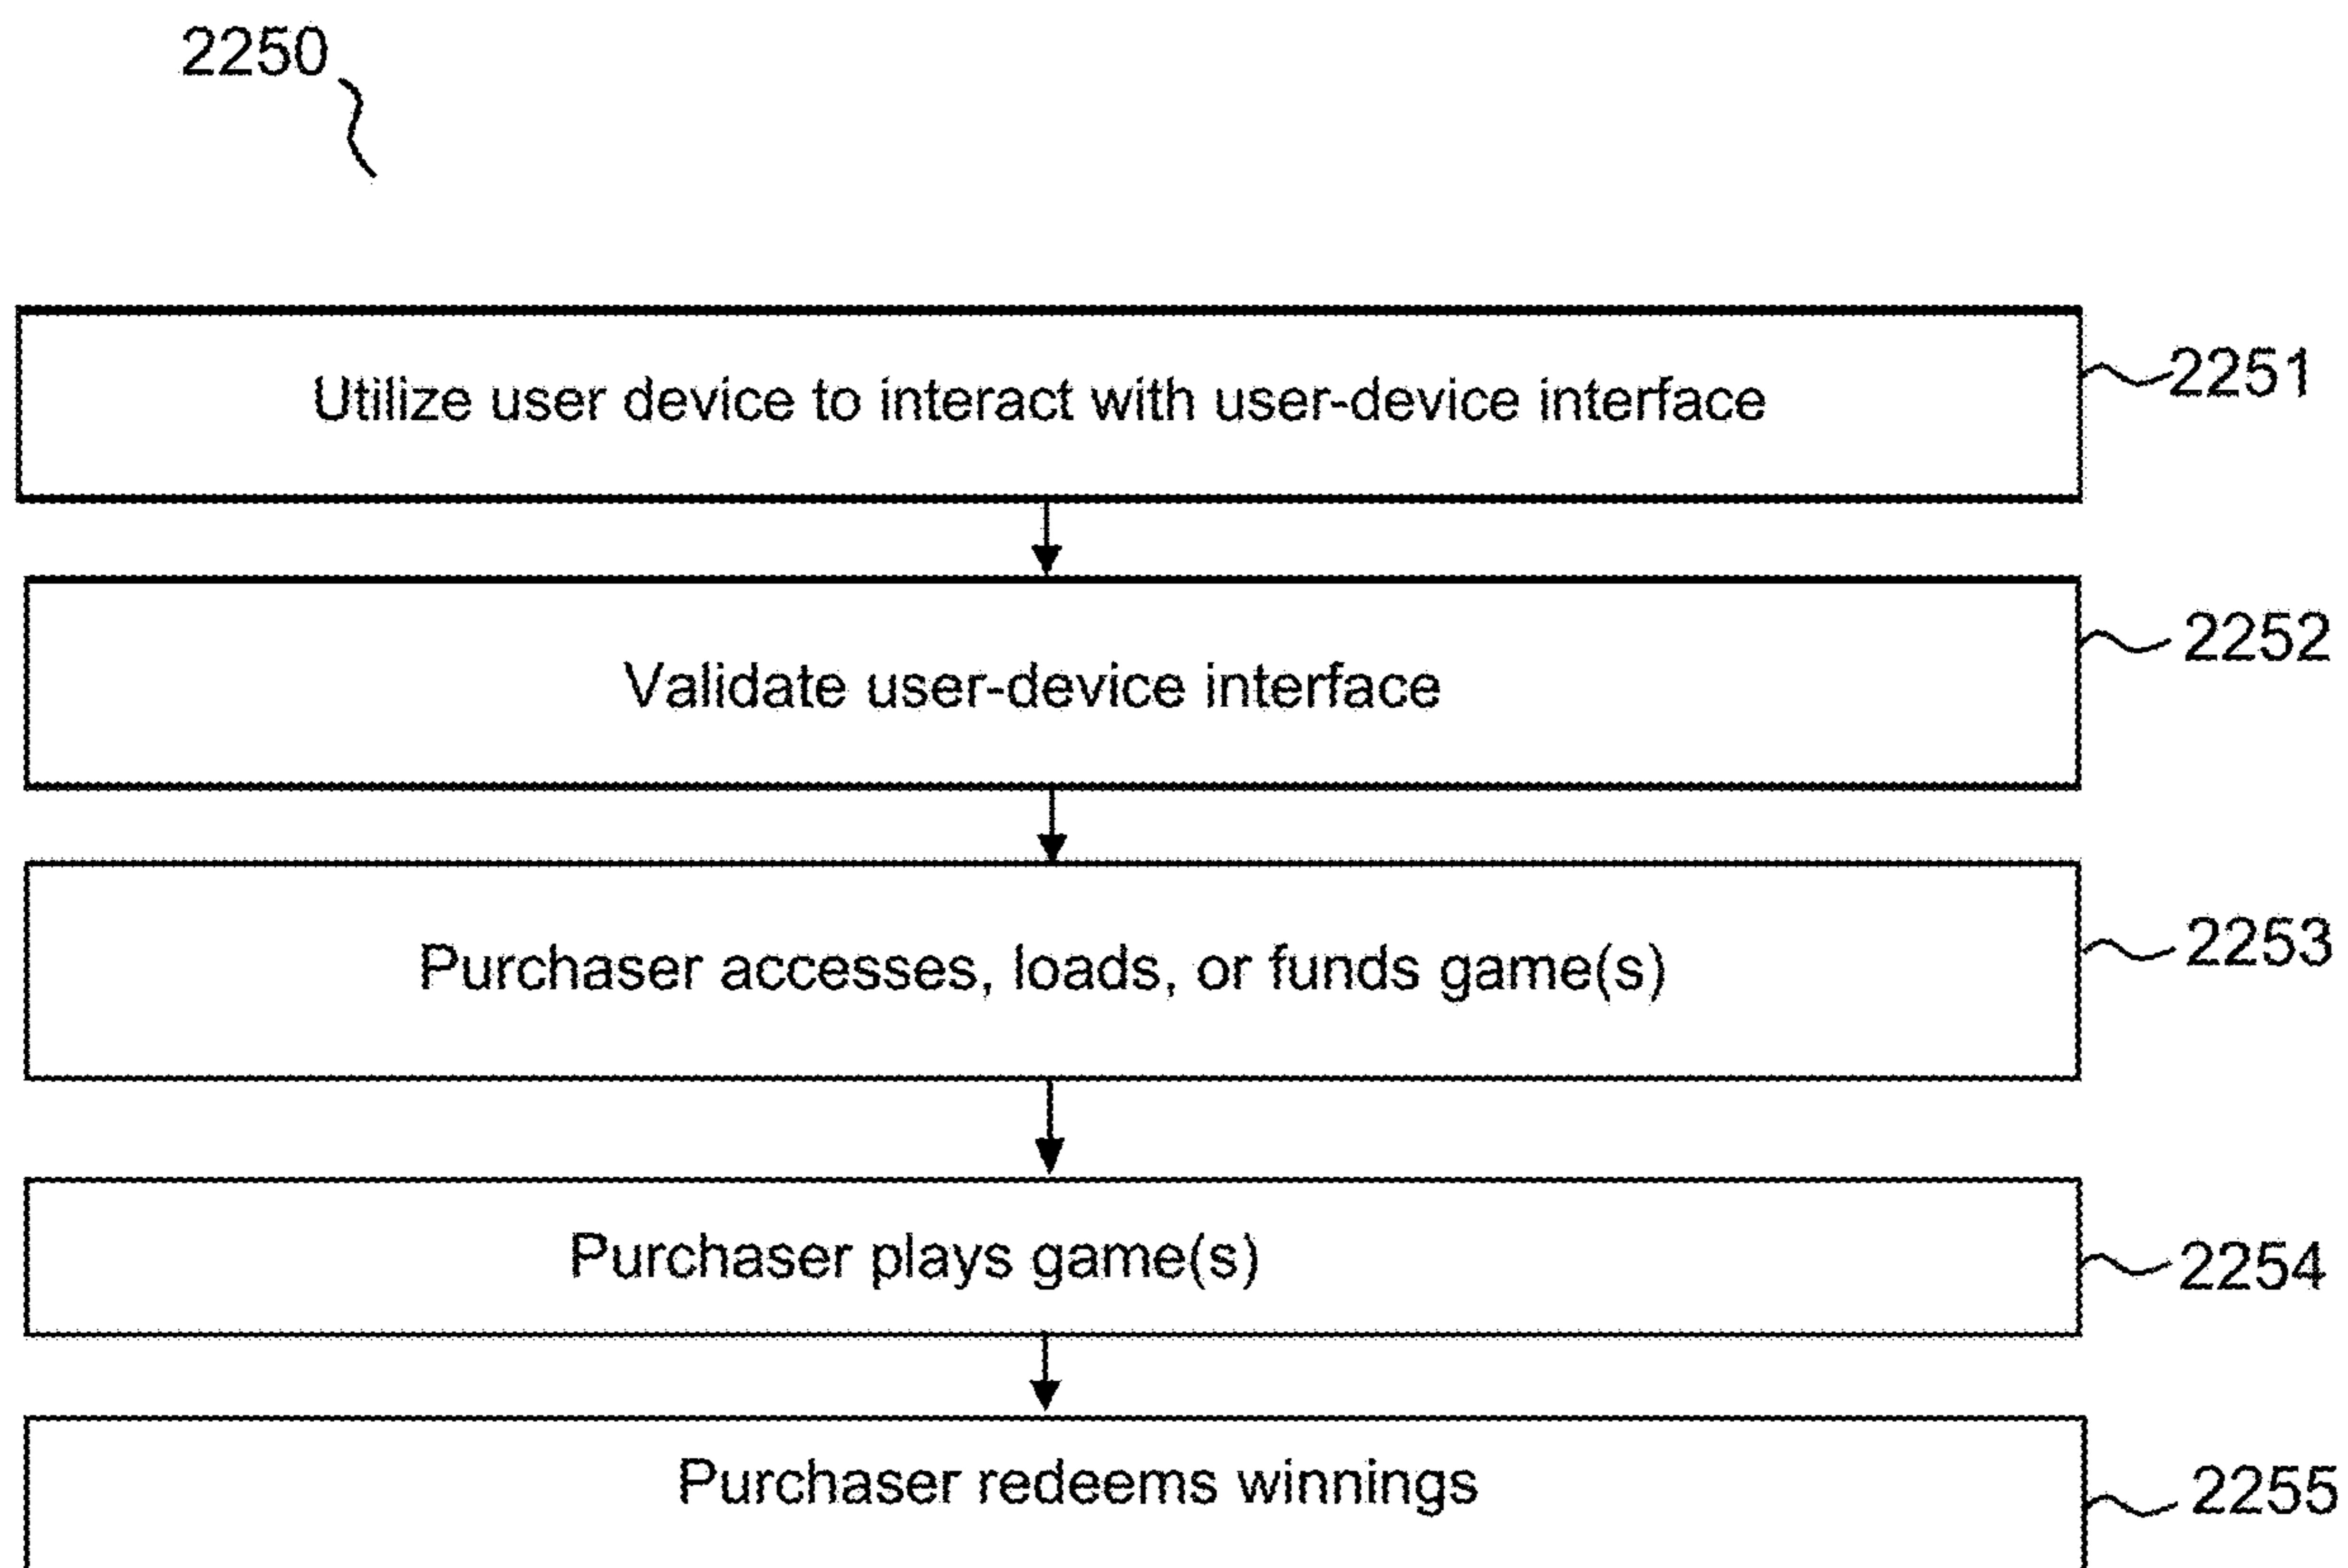 2250
Utilize user device to interact with user-device interface
2251
Validate user-device interface
2252
Purchaser accesses, loads, or funds game(s)
2253
Purchaser plays game(s)
2254
Purchaser redeems winnings
2255